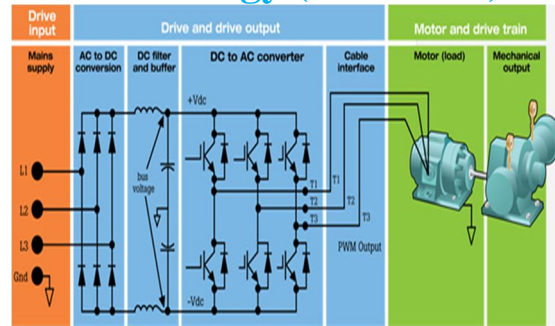 Drive
input
Drive and drive output
Motor and drive train
Mains
supply
AC to DC
conversion
DC filter
and buffer
DC to AC converter
Cable
interface
Motor (load)
Mechanical
output
+Vdc
L1
bus
voltage
T1
T1
L2
T2
T2
L3
T3
T3
PWM Output
Gnd
-Vdc